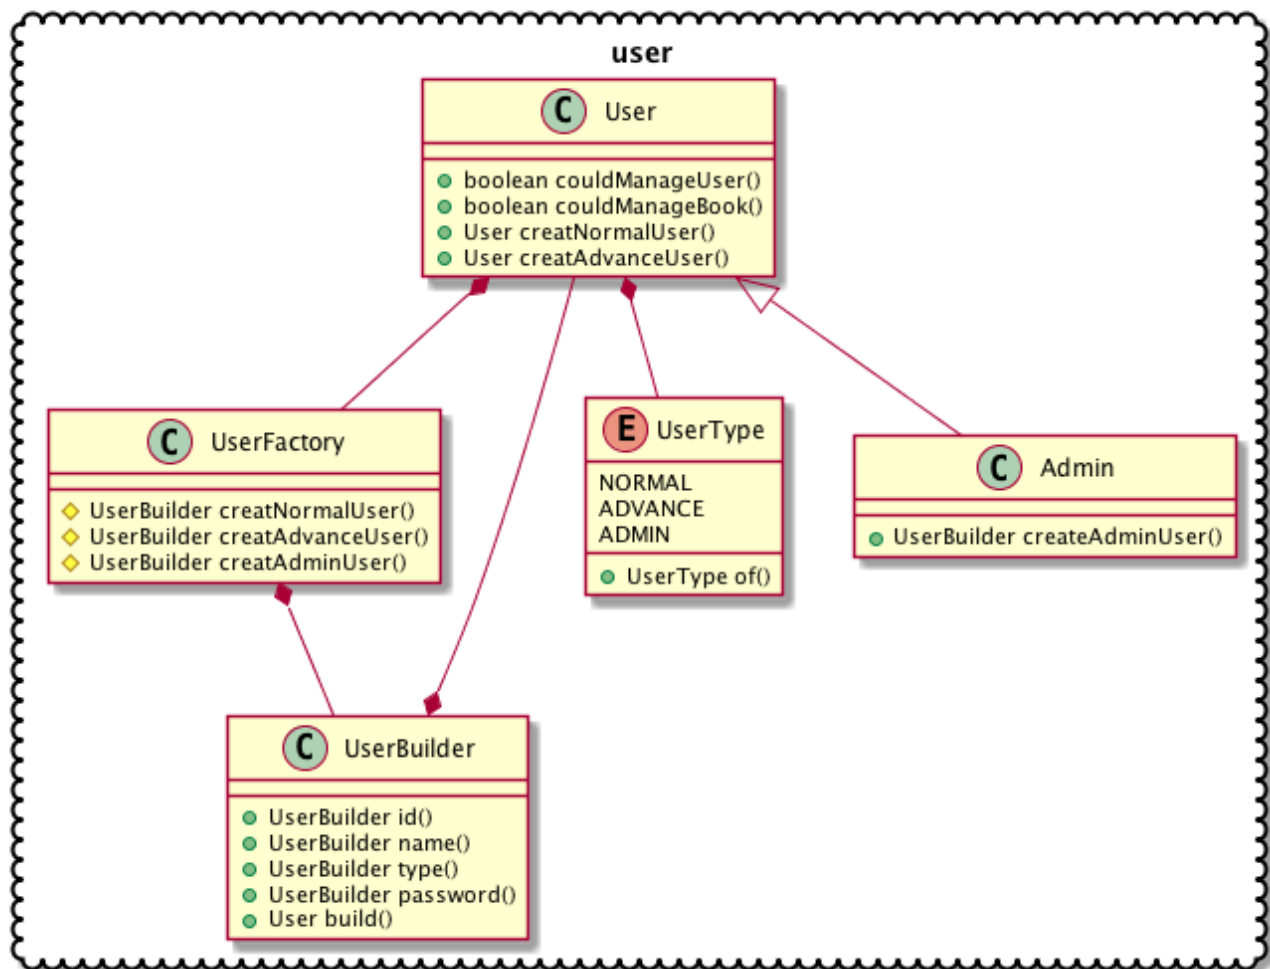 user
C User
boolean couldManageUser()
boolean couldManageBook()
User creatNormalUser()
User creatAdvanceUser()
C UserFactory
UserBuilder creatNormalUser()
UserBuilder creatAdvanceUser()
UserBuilder creatAdminUser()
E UserType
NORMAL
ADVANCE
ADMIN
UserType of()
C Admin
UserBuilder createAdminUser()
C UserBuilder
UserBuilder id()
UserBuilder name()
UserBuilder type()
UserBuilder password()
User build()